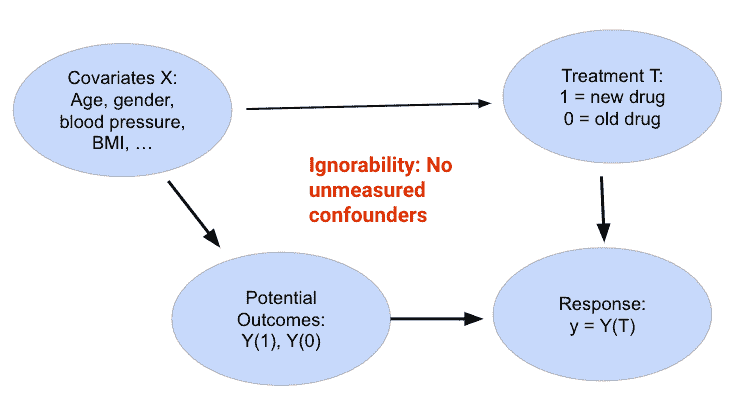 Covariates X:
Age, gender,
blood pressure,
BMI, …
Treatment T:
1 = new drug
0 = old drug
Ignorability: No
unmeasured
confounders
Potential
Outcomes:
Y(1), Y(0)
Response:
y = Y(T)